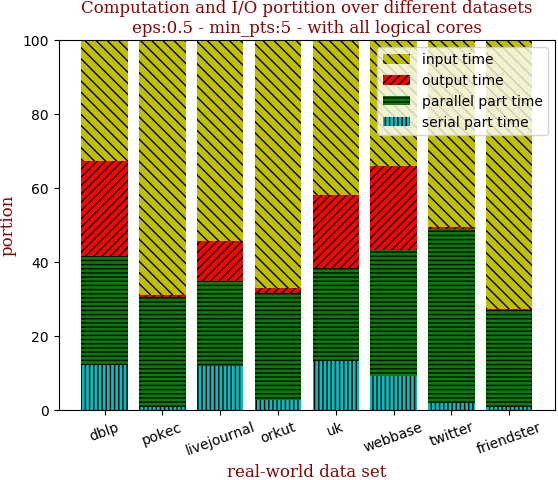 Computation and I/O portition over different datasets
eps:0.5 - min_pts:5 - with all logical cores
input time
output time
parallel part time
serial part time
portion
100
80
60
40
20
0
dblp
pokec
livejournal
orkut
uk
webbase
twitter
friendster
real-world data set